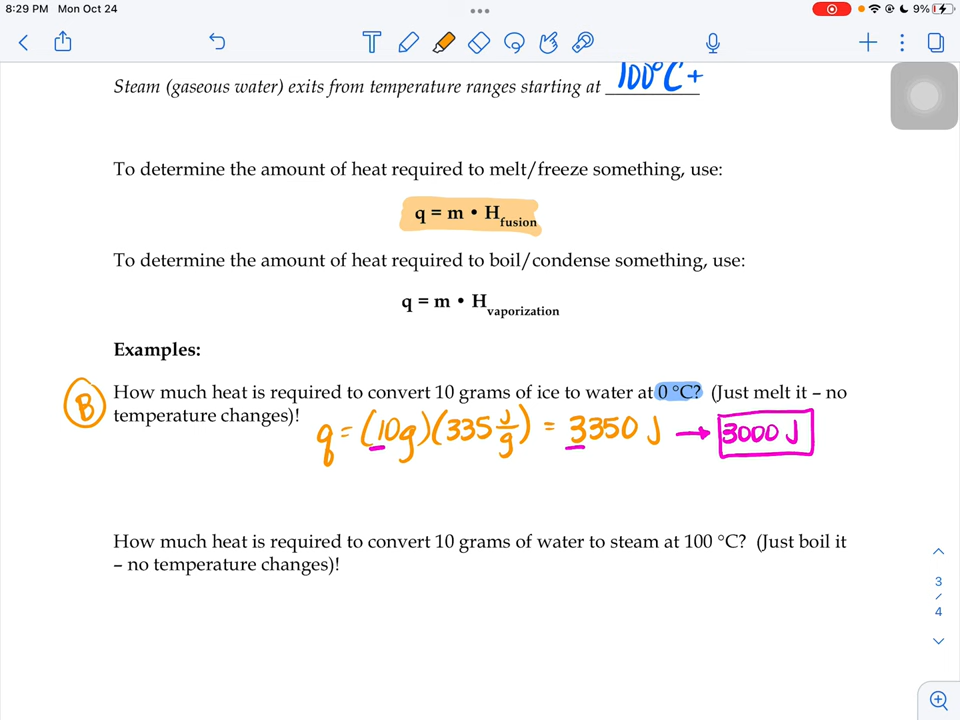 8:29 PM Mon Oct 24
9%
100°C+
Steam (gaseous water) exits from temperature ranges starting at
To determine the amount of heat required to melt/freeze something, use:
q = m • Hfusion
To determine the amount of heat required to boil/condense something, use:
q = m • Hvaporization
Examples:
B How much heat is required to convert 10 grams of ice to water at 0 °C? (Just melt it – no
temperature changes)!
q = (10g)(335 J/g) = 3350 J → 3000 J
How much heat is required to convert 10 grams of water to steam at 100 °C? (Just boil it
– no temperature changes)!
3
/
4